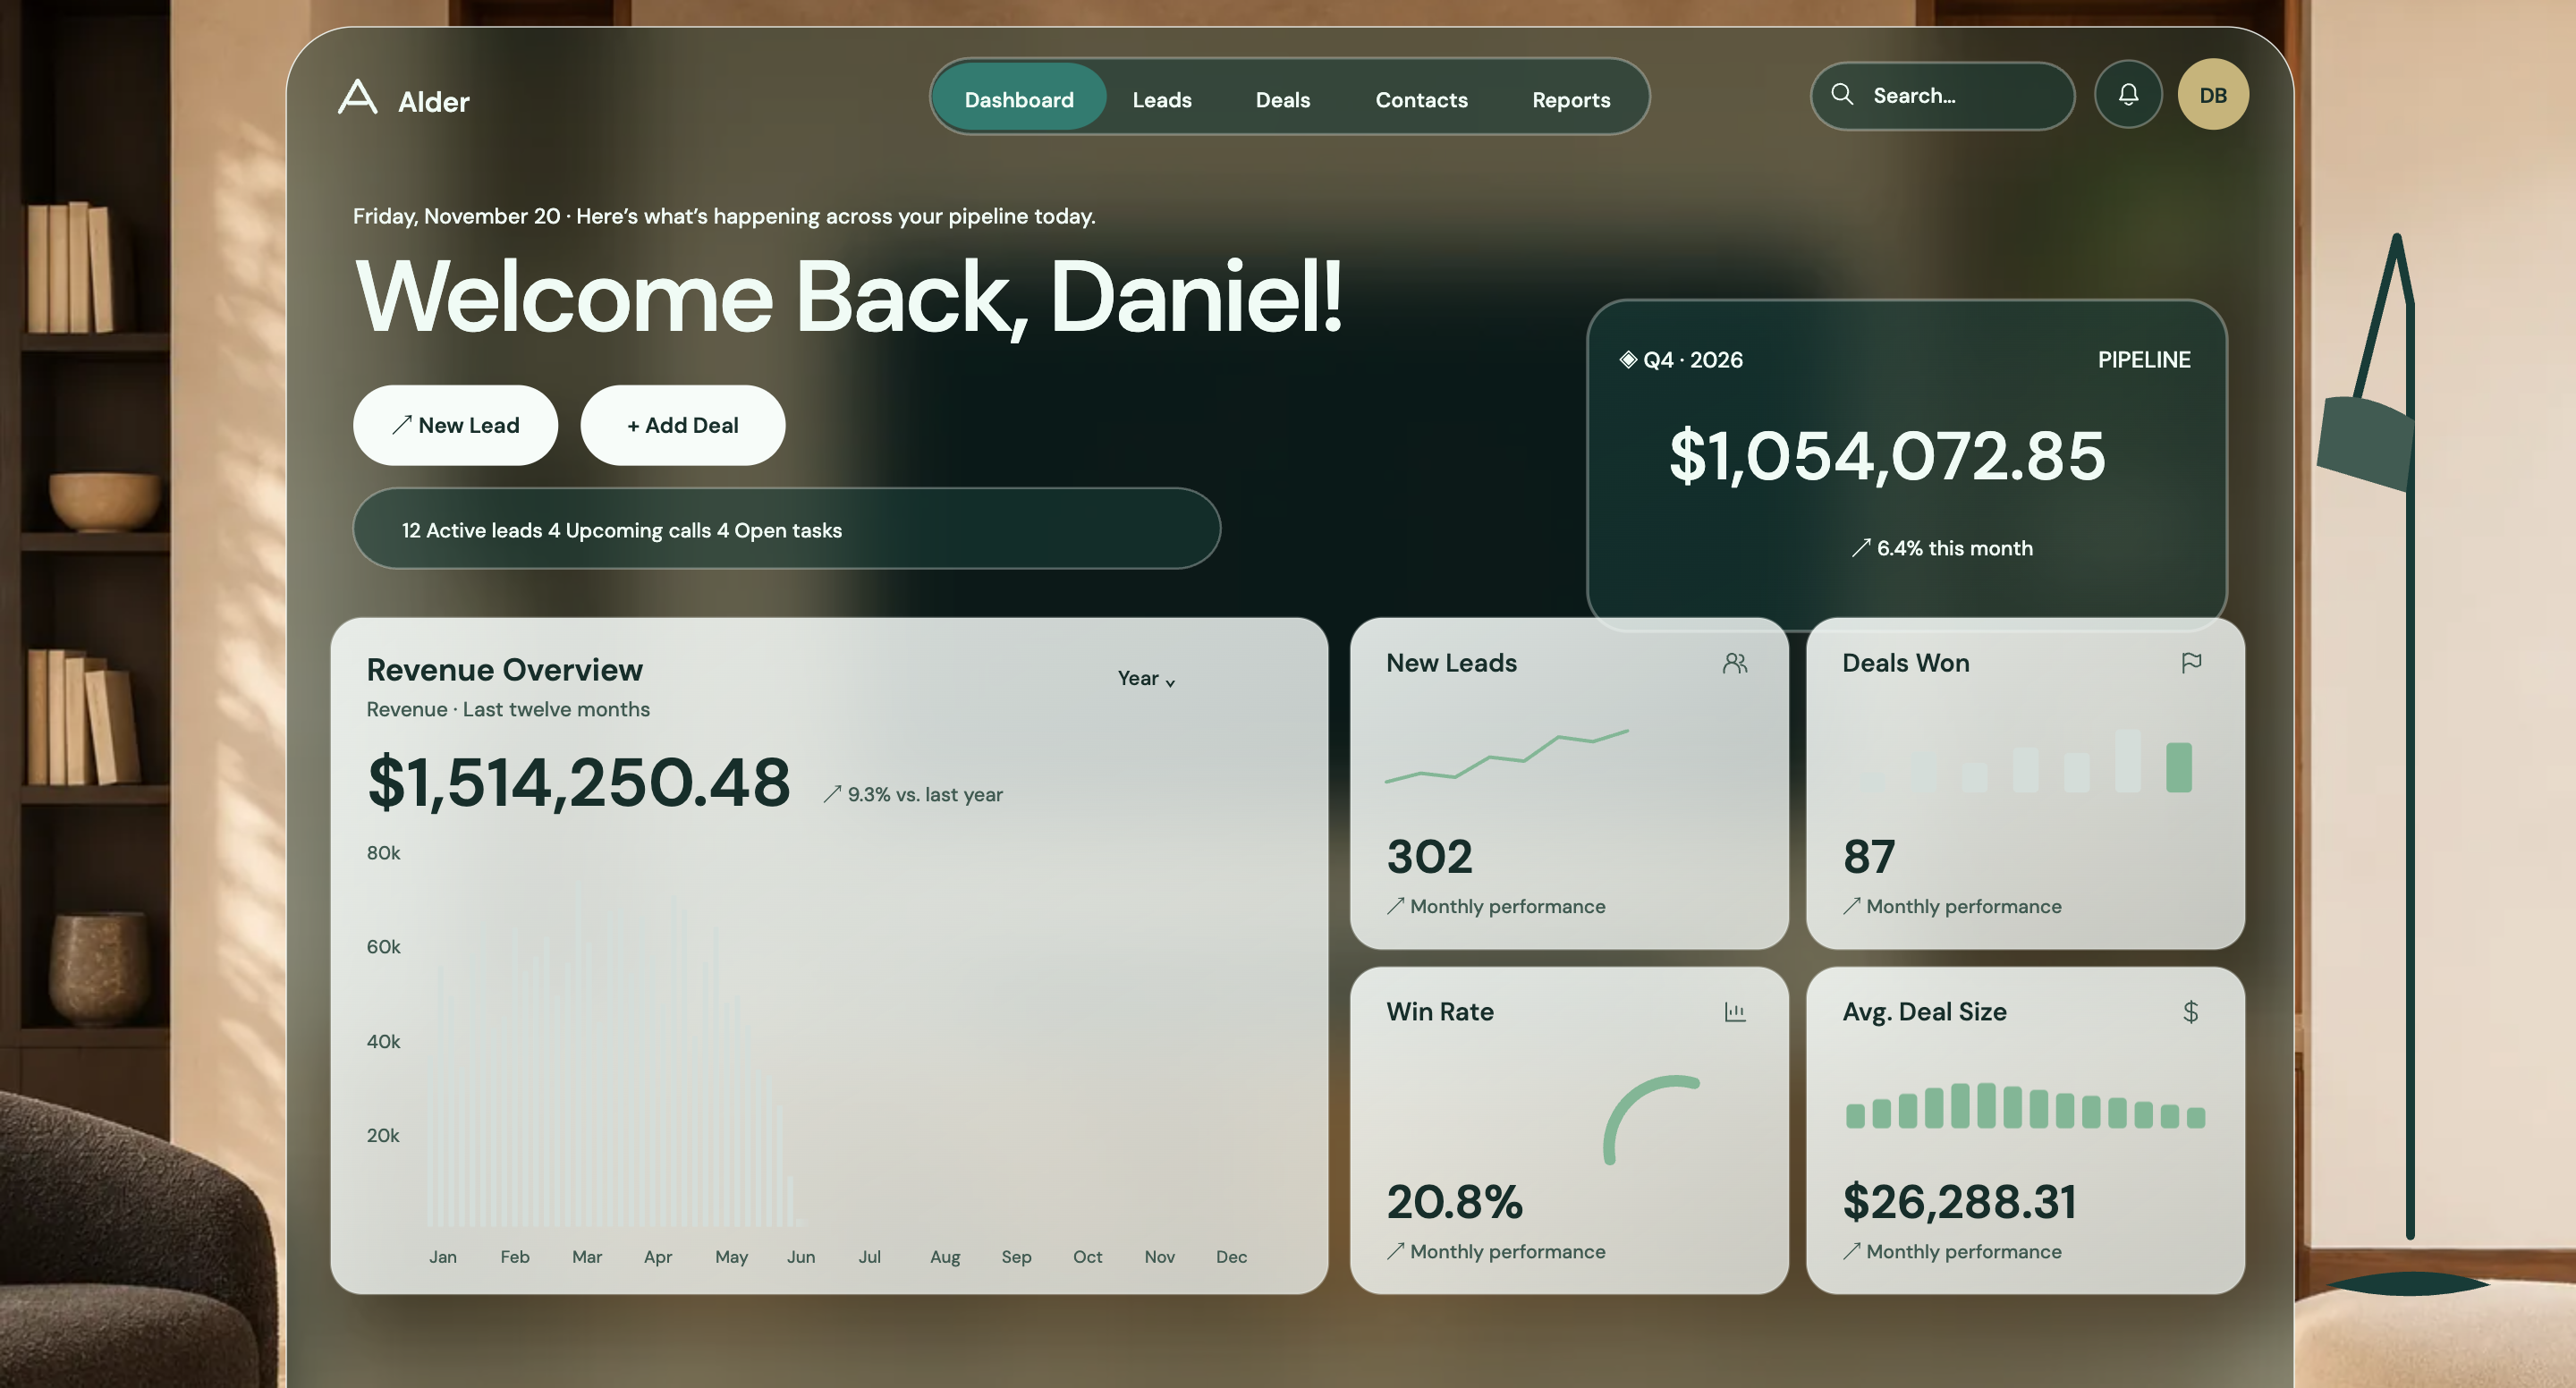 Alder
Dashboard Leads Deals Contacts Reports
Search...
DB
Friday, November 20 · Here's what's happening across your pipeline today.
Welcome Back, Daniel!
↗ New Lead
+ Add Deal
12 Active leads 4 Upcoming calls 4 Open tasks
◈ Q4 · 2026
PIPELINE
$1,054,072.85
↗ 6.4% this month
Revenue Overview
Year
Revenue · Last twelve months
$1,514,250.48
↗ 9.3% vs. last year
80k
60k
40k
20k
Jan Feb Mar Apr May Jun Jul Aug Sep Oct Nov Dec
New Leads
302
↗ Monthly performance
Deals Won
87
↗ Monthly performance
Win Rate
20.8%
↗ Monthly performance
Avg. Deal Size
$
$26,288.31
↗ Monthly performance